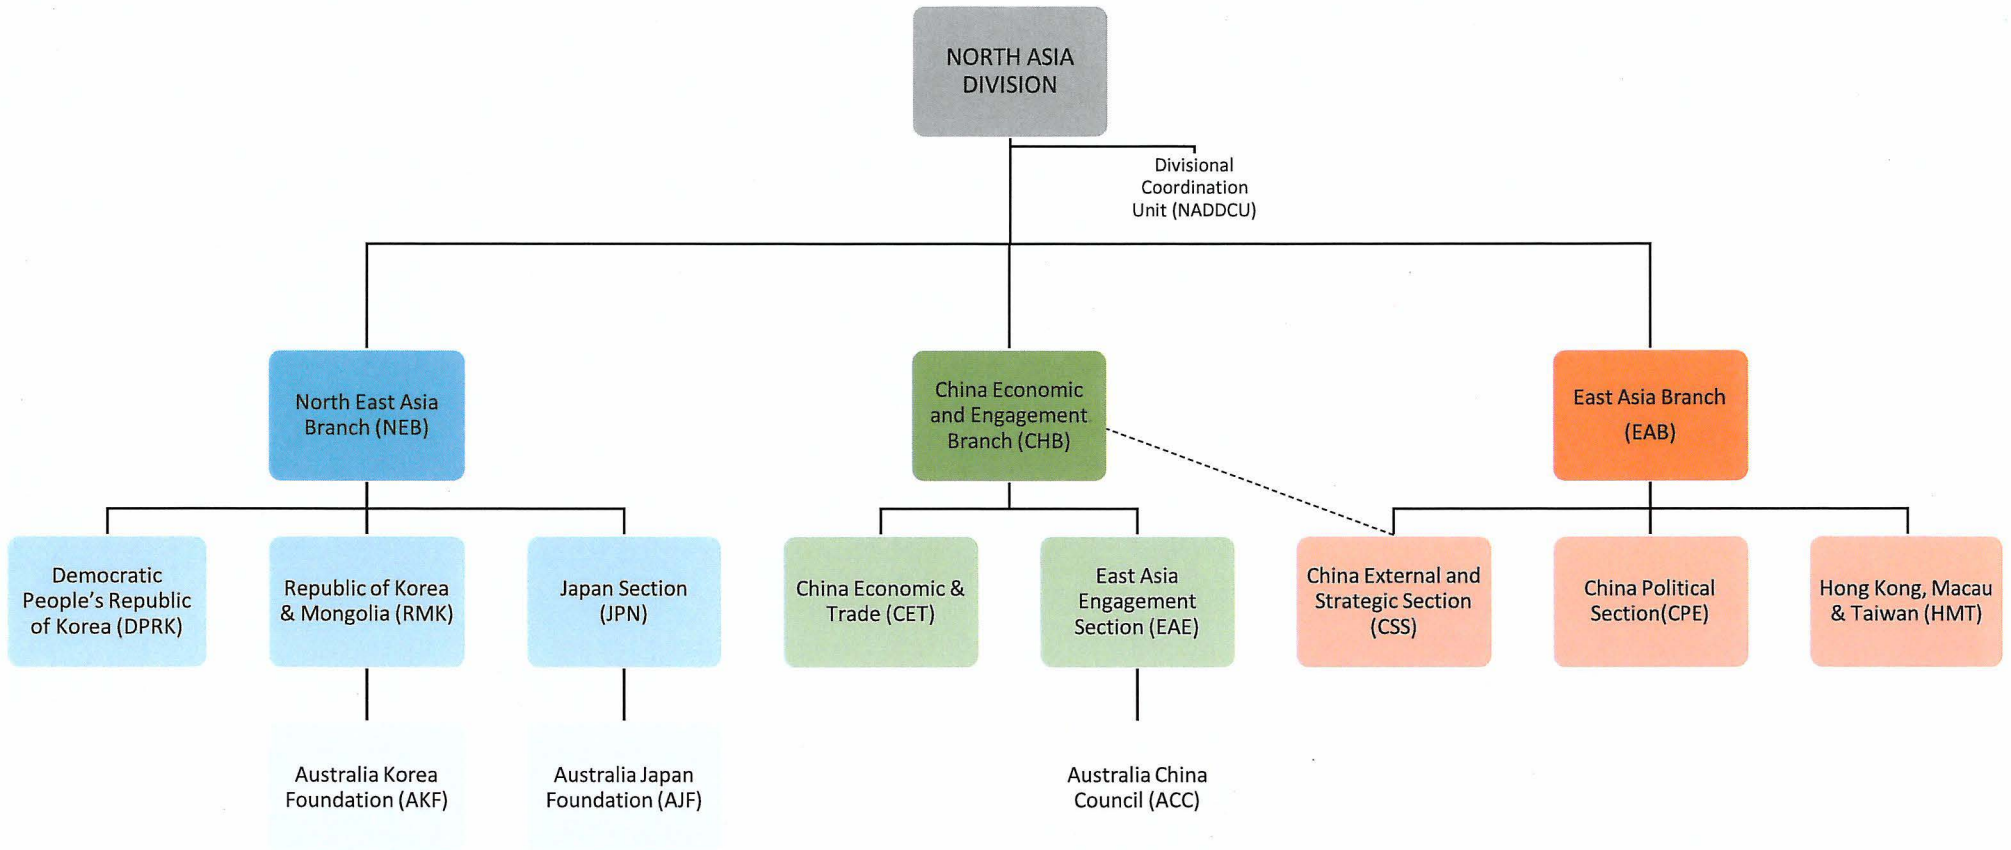 NORTH ASIA
DIVISION
Divisional
Coordination
Unit (NADDCU)
North East Asia
Branch (NEB)
China Economic
and Engagement
Branch (CHB)
East Asia Branch
(EAB)
Democratic
People's Republic
of Korea (DPRK)
Republic of Korea
& Mongolia (RMK)
Japan Section
(JPN)
China Economic &
Trade (CET)
East Asia
Engagement
Section (EAE)
China External and
Strategic Section
(CSS)
China Political
Section(CPE)
Hong Kong, Macau
& Taiwan (HMT)
Australia Korea
Foundation (AKF)
Australia Japan
Foundation (AJF)
Australia China
Council (ACC)